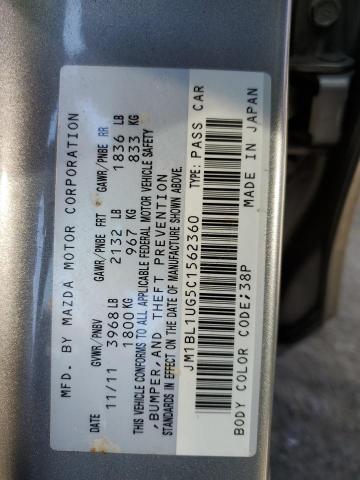 MFD. BY MAZDA MOTOR CORPORATION
DATE GVWR/PNBV GAWR/PNBE FRT GAWR/PNBE RR
11/11 3968 LB 2132 LB 1836 LB
1800 KG 967 KG 833 KG
THIS VEHICLE CONFORMS TO ALL APPLICABLE FEDERAL MOTOR VEHICLE SAFETY
,BUMPER,AND THEFT PREVENTION
STANDARDS IN EFFECT ON THE DATE OF MANUFACTURE SHOWN ABOVE.
JM1BL1UG5C1562360 TYPE: PASS CAR
BODY COLOR CODE;38P MADE IN JAPAN